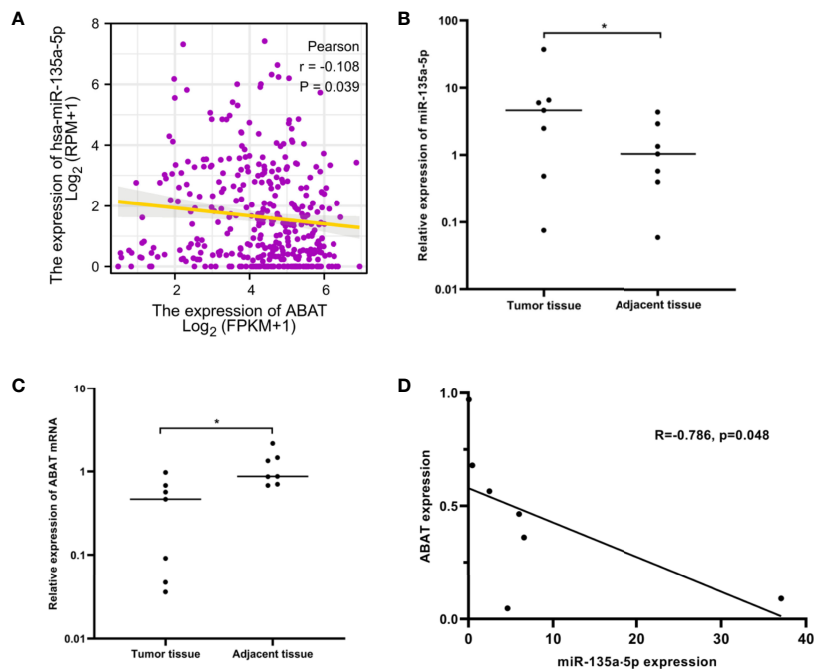 A
The expression of hsa-miR-135a-5p
Log2 (RPM+1)
8
6
4
2
0
Pearson
r = -0.108
P = 0.039
2
4
6
The expression of ABAT
Log2 (FPKM+1)
B
Relative expression of miR-135a-5p
100
10
1
0.1
0.01
*
Tumor tissue
Adjacent tissue
C
Relative expression of ABAT mRNA
10
1
0.1
0.01
*
Tumor tissue
Adjacent tissue
D
ABAT expression
1.0
0.5
0.0
R=-0.786, p=0.048
0
10
20
30
40
miR-135a-5p expression